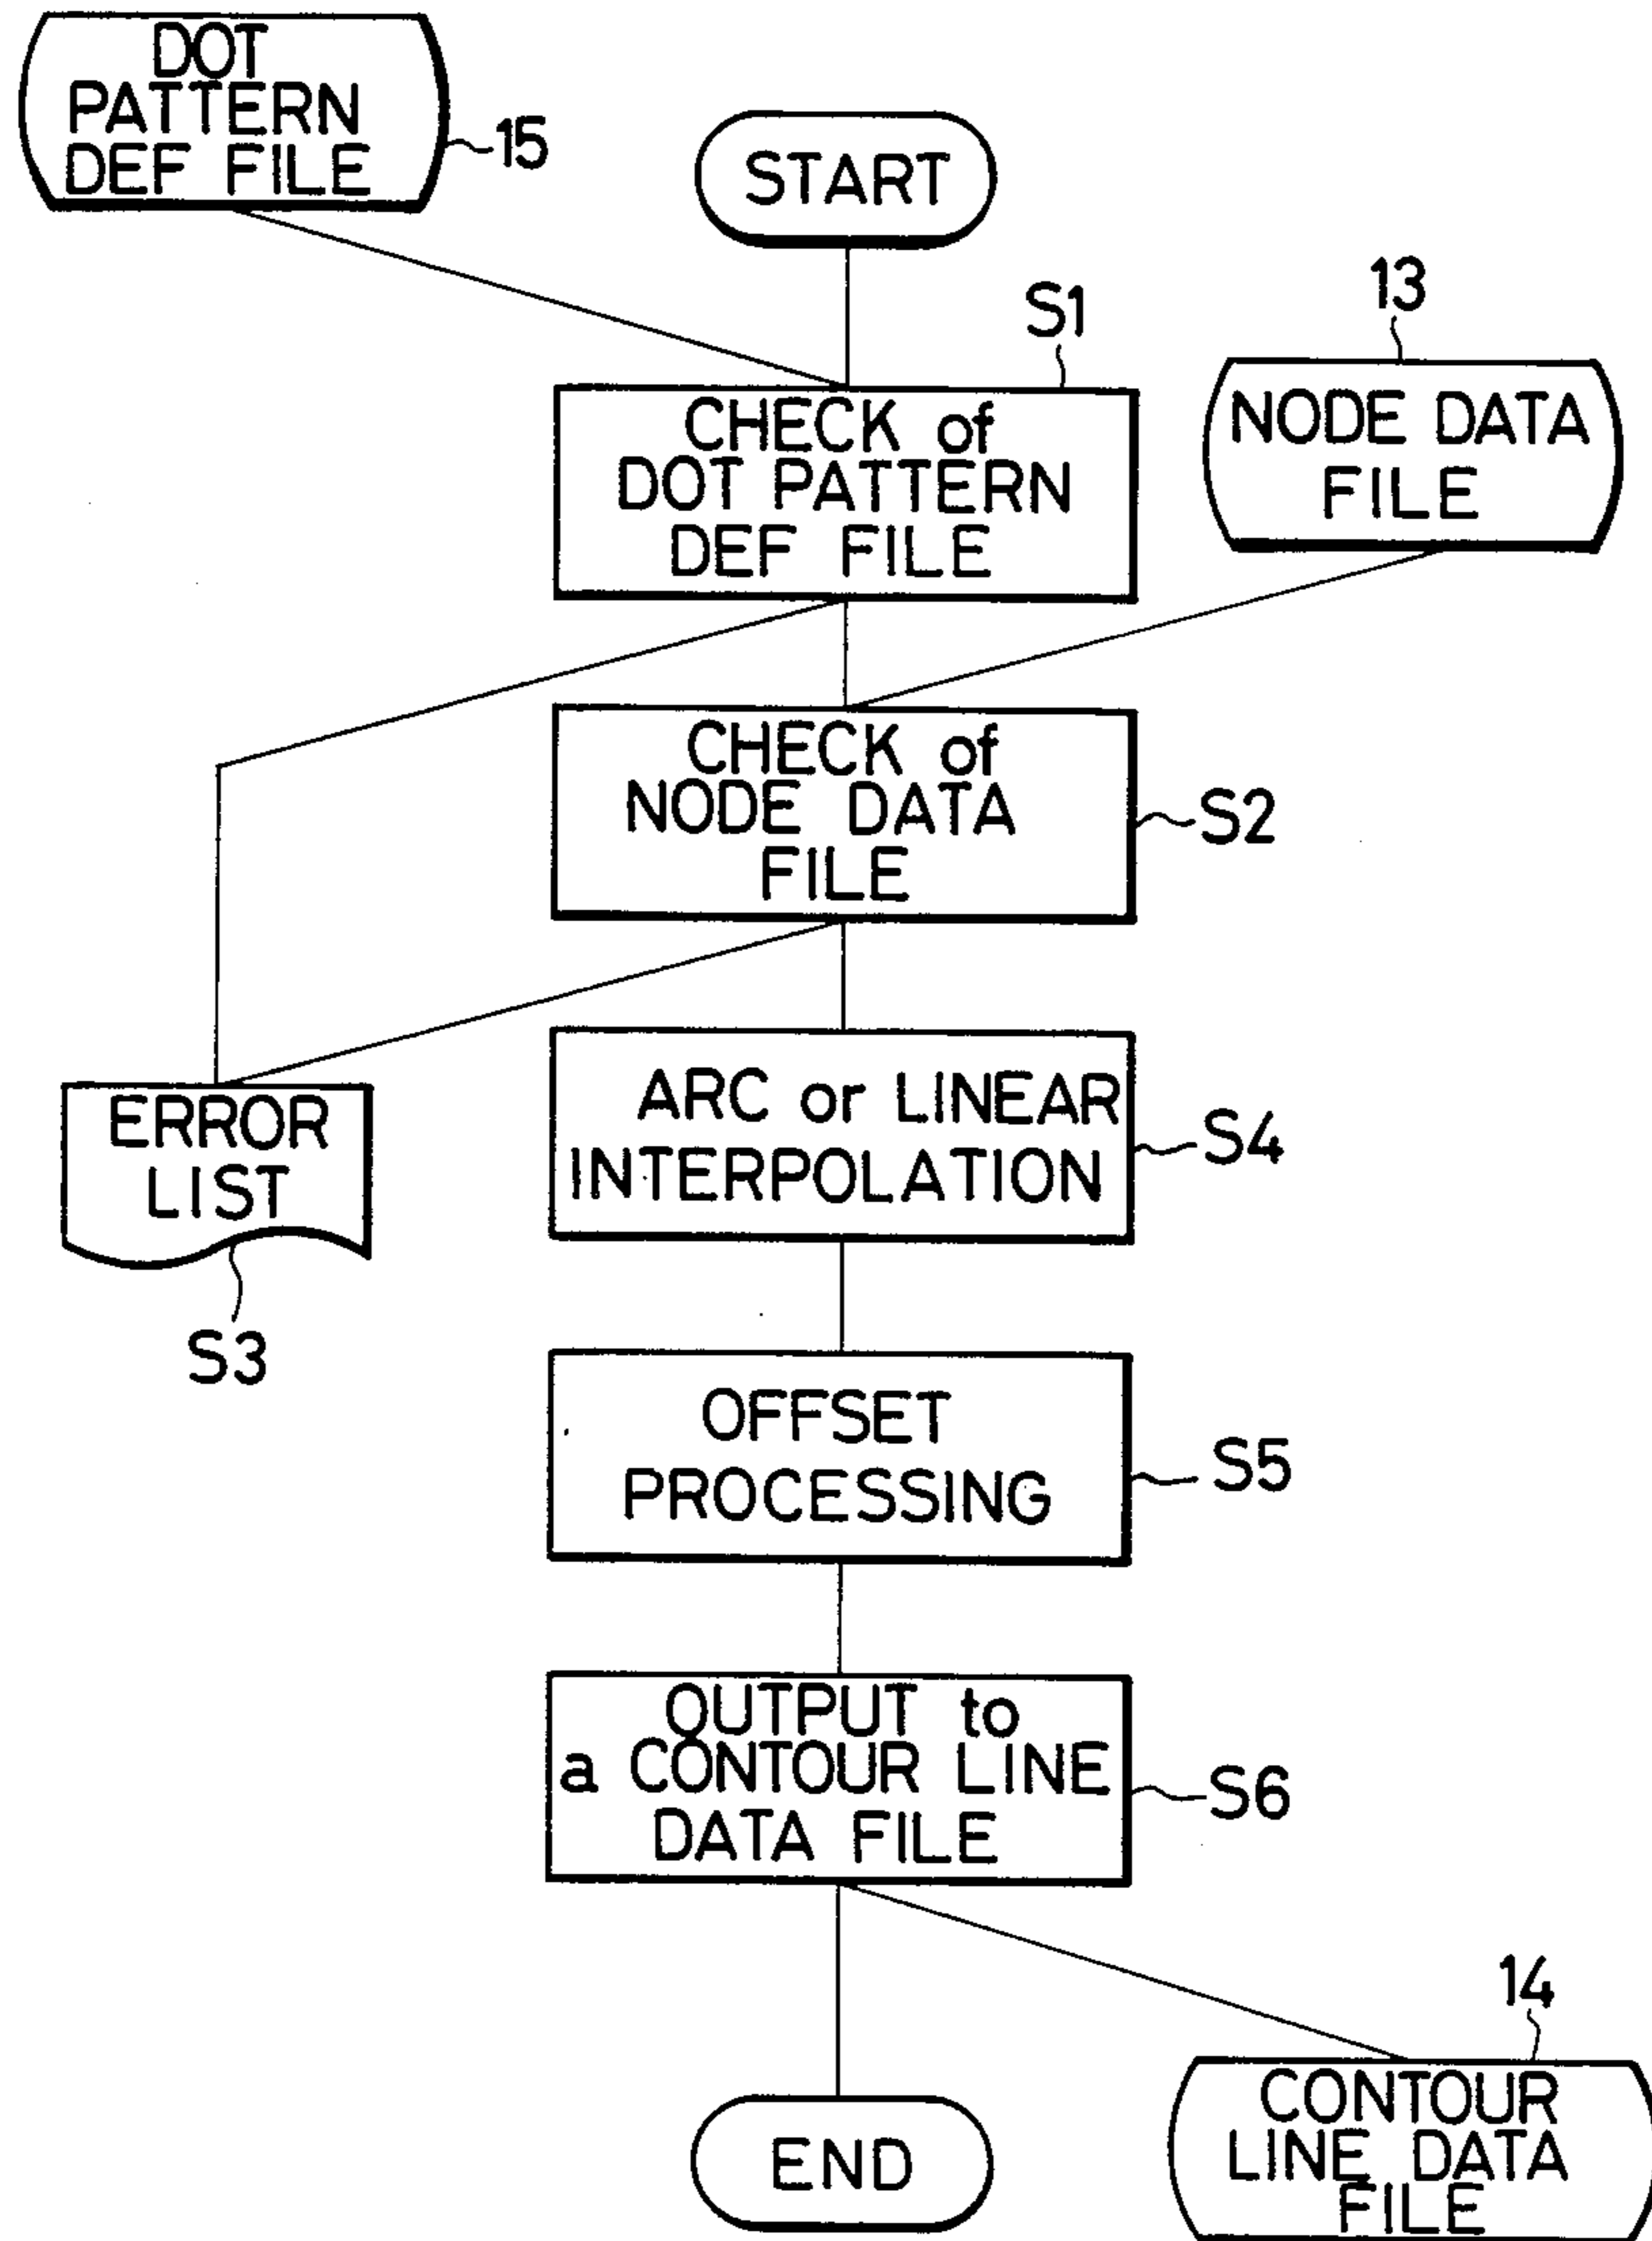 DOT
PATTERN
DEF FILE
15
START
S1
13
CHECK of
DOT PATTERN
DEF FILE
NODE DATA
FILE
CHECK of
NODE DATA
FILE
S2
ERROR
LIST
S3
ARC or LINEAR
INTERPOLATION
S4
OFFSET
PROCESSING
S5
OUTPUT to
a CONTOUR LINE
DATA FILE
S6
14
END
CONTOUR
LINE DATA
FILE